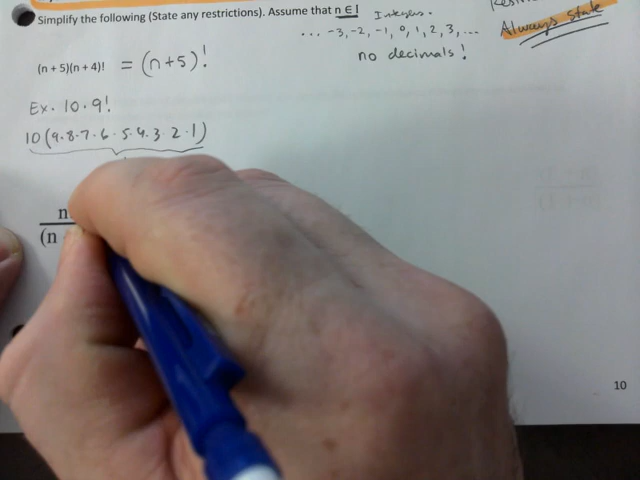 Simplify the following (State any restrictions). Assume that n ∈ I
Integers.
... -3, -2, -1, 0, 1, 2, 3, ...
no decimals!
Always State
(n + 5)(n + 4)! = (n+5)!
Ex. 10·9!
10(9·8·7·6·5·4·3·2·1)
n
(n
10